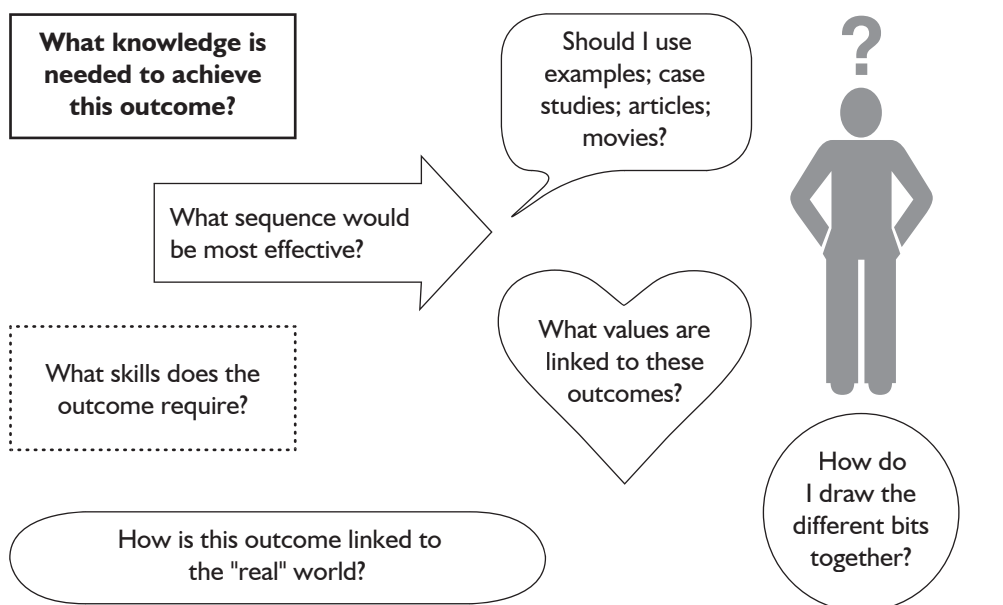 What knowledge is
needed to achieve
this outcome?
Should I use
examples; case
studies; articles;
movies?
?
What sequence would
be most effective?
What values are
linked to these
outcomes?
What skills does the
outcome require?
How do
I draw the
different bits
together?
How is this outcome linked to
the "real" world?